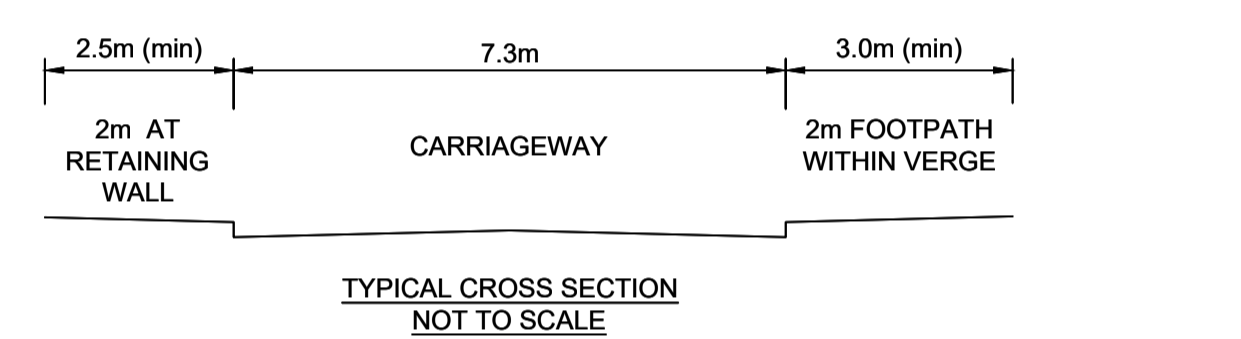 2.5m (min)
7.3m
3.0m (min)
2m AT
RETAINING
WALL
CARRIAGEWAY
2m FOOTPATH
WITHIN VERGE
TYPICAL CROSS SECTION
NOT TO SCALE